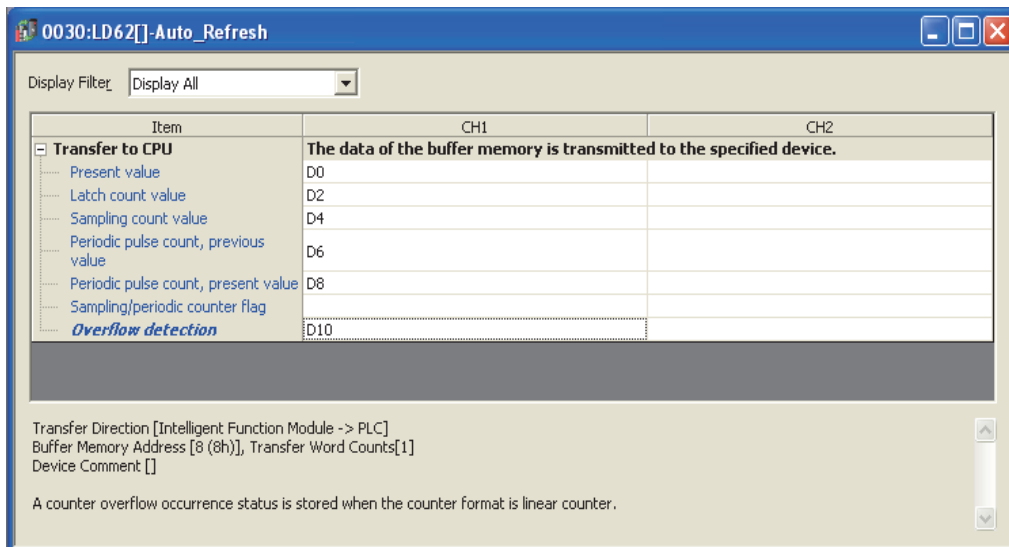 0030:LD62[]-Auto_Refresh
Display Filter Display All
Item CH1 CH2
Transfer to CPU The data of the buffer memory is transmitted to the specified device.
Present value D0
Latch count value D2
Sampling count value D4
Periodic pulse count, previous
value D6
Periodic pulse count, present value D8
Sampling/periodic counter flag
Overflow detection D10
Transfer Direction [Intelligent Function Module -> PLC]
Buffer Memory Address [8 (8h)], Transfer Word Counts[1]
Device Comment []
A counter overflow occurrence status is stored when the counter format is linear counter.